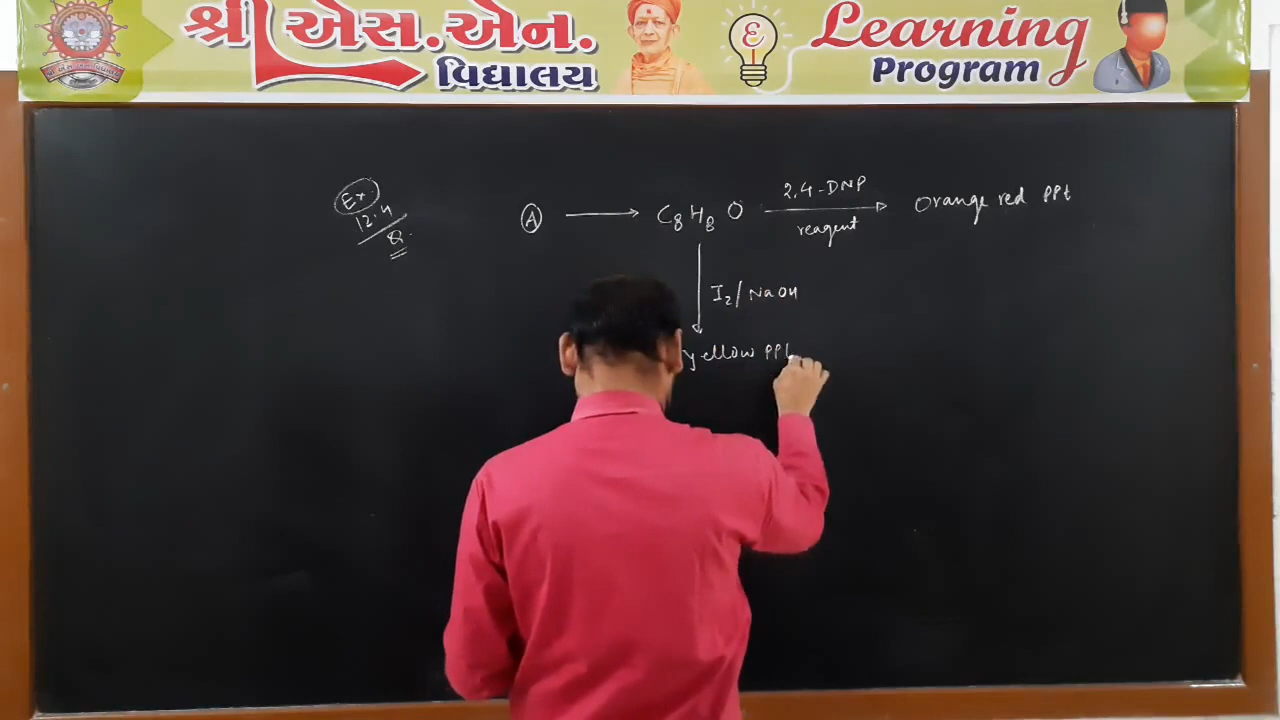 શ્રી એસ.એન.
વિદ્યાલય
Learning
Program
Ex.
12.4
A → C8H8O 2,4-DNP → Orange red PPt
reagent
I2/NaOH
yellow PPt